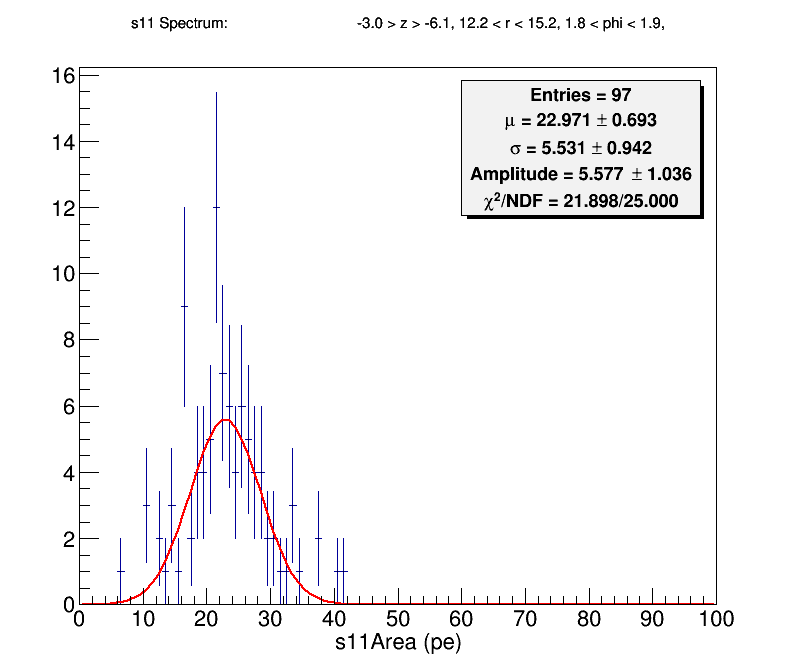 s11 Spectrum: -3.0 > z > -6.1, 12.2 < r < 15.2, 1.8 < phi < 1.9,
Entries = 97
μ = 22.971 ± 0.693
σ = 5.531 ± 0.942
Amplitude = 5.577 ± 1.036
χ²/NDF = 21.898/25.000
16
14
12
10
8
6
4
2
0
0 10 20 30 40 50 60 70 80 90 100
s11Area (pe)